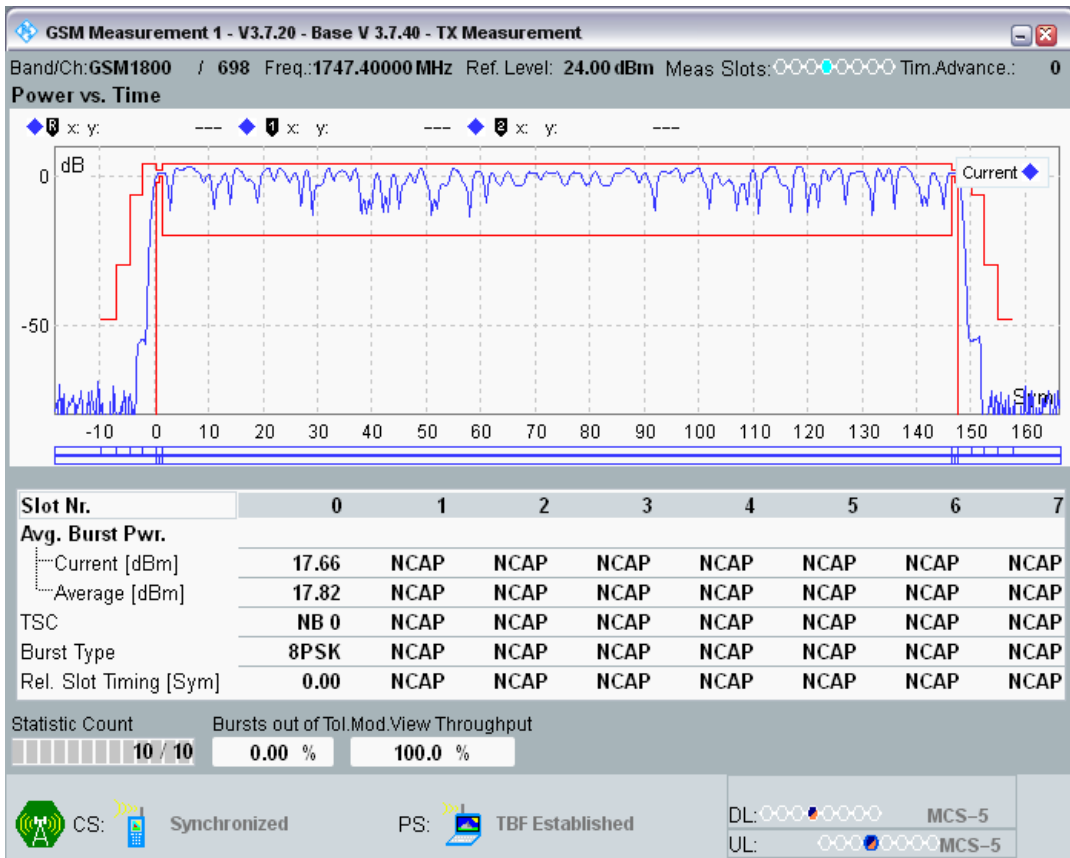 GSM Measurement 1 - V3.7.20 - Base V 3.7.40 - TX Measurement
Band/Ch:GSM1800 / 698 Freq.:1747.40000 MHz Ref. Level: 24.00 dBm Meas Slots: Tim.Advance.: 0
Power vs. Time
R x: y: --- 1 x: y: --- 2 x: y: ---
dB
Current
0
-50
Sym
-10 0 10 20 30 40 50 60 70 80 90 100 110 120 130 140 150 160
Slot Nr. 0 1 2 3 4 5 6 7
Avg. Burst Pwr.
Current [dBm] 17.66 NCAP NCAP NCAP NCAP NCAP NCAP NCAP
Average [dBm] 17.82 NCAP NCAP NCAP NCAP NCAP NCAP NCAP
TSC NB 0 NCAP NCAP NCAP NCAP NCAP NCAP NCAP
Burst Type 8PSK NCAP NCAP NCAP NCAP NCAP NCAP NCAP
Rel. Slot Timing [Sym] 0.00 NCAP NCAP NCAP NCAP NCAP NCAP NCAP
Statistic Count Bursts out of Tol.Mod.View Throughput
10 / 10 0.00 % 100.0 %
CS: Synchronized PS: TBF Established
DL: MCS-5
UL: MCS-5